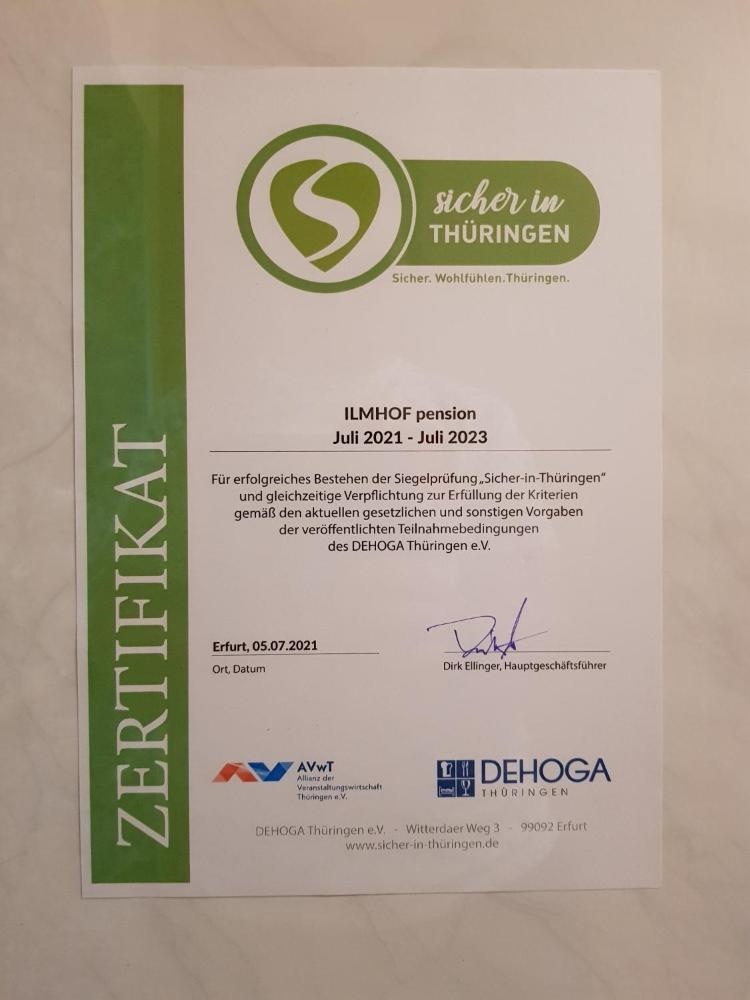 ZERTIFIKAT
sicher in
THÜRINGEN
Sicher. Wohlfühlen.Thüringen.
ILMHOF pension
Juli 2021 - Juli 2023
Für erfolgreiches Bestehen der Siegelprüfung „Sicher-in-Thüringen"
und gleichzeitige Verpflichtung zur Erfüllung der Kriterien
gemäß den aktuellen gesetzlichen und sonstigen Vorgaben
der veröffentlichten Teilnahmebedingungen
des DEHOGA Thüringen e.V.
Erfurt, 05.07.2021
Ort, Datum
Dirk Ellinger, Hauptgeschäftsführer
AVwT
Allianz der
Veranstaltungswirtschaft
Thüringen e.V.
DEHOGA
THÜRINGEN
DEHOGA Thüringen e.V. - Witterdaer Weg 3 - 99092 Erfurt
www.sicher-in-thüringen.de